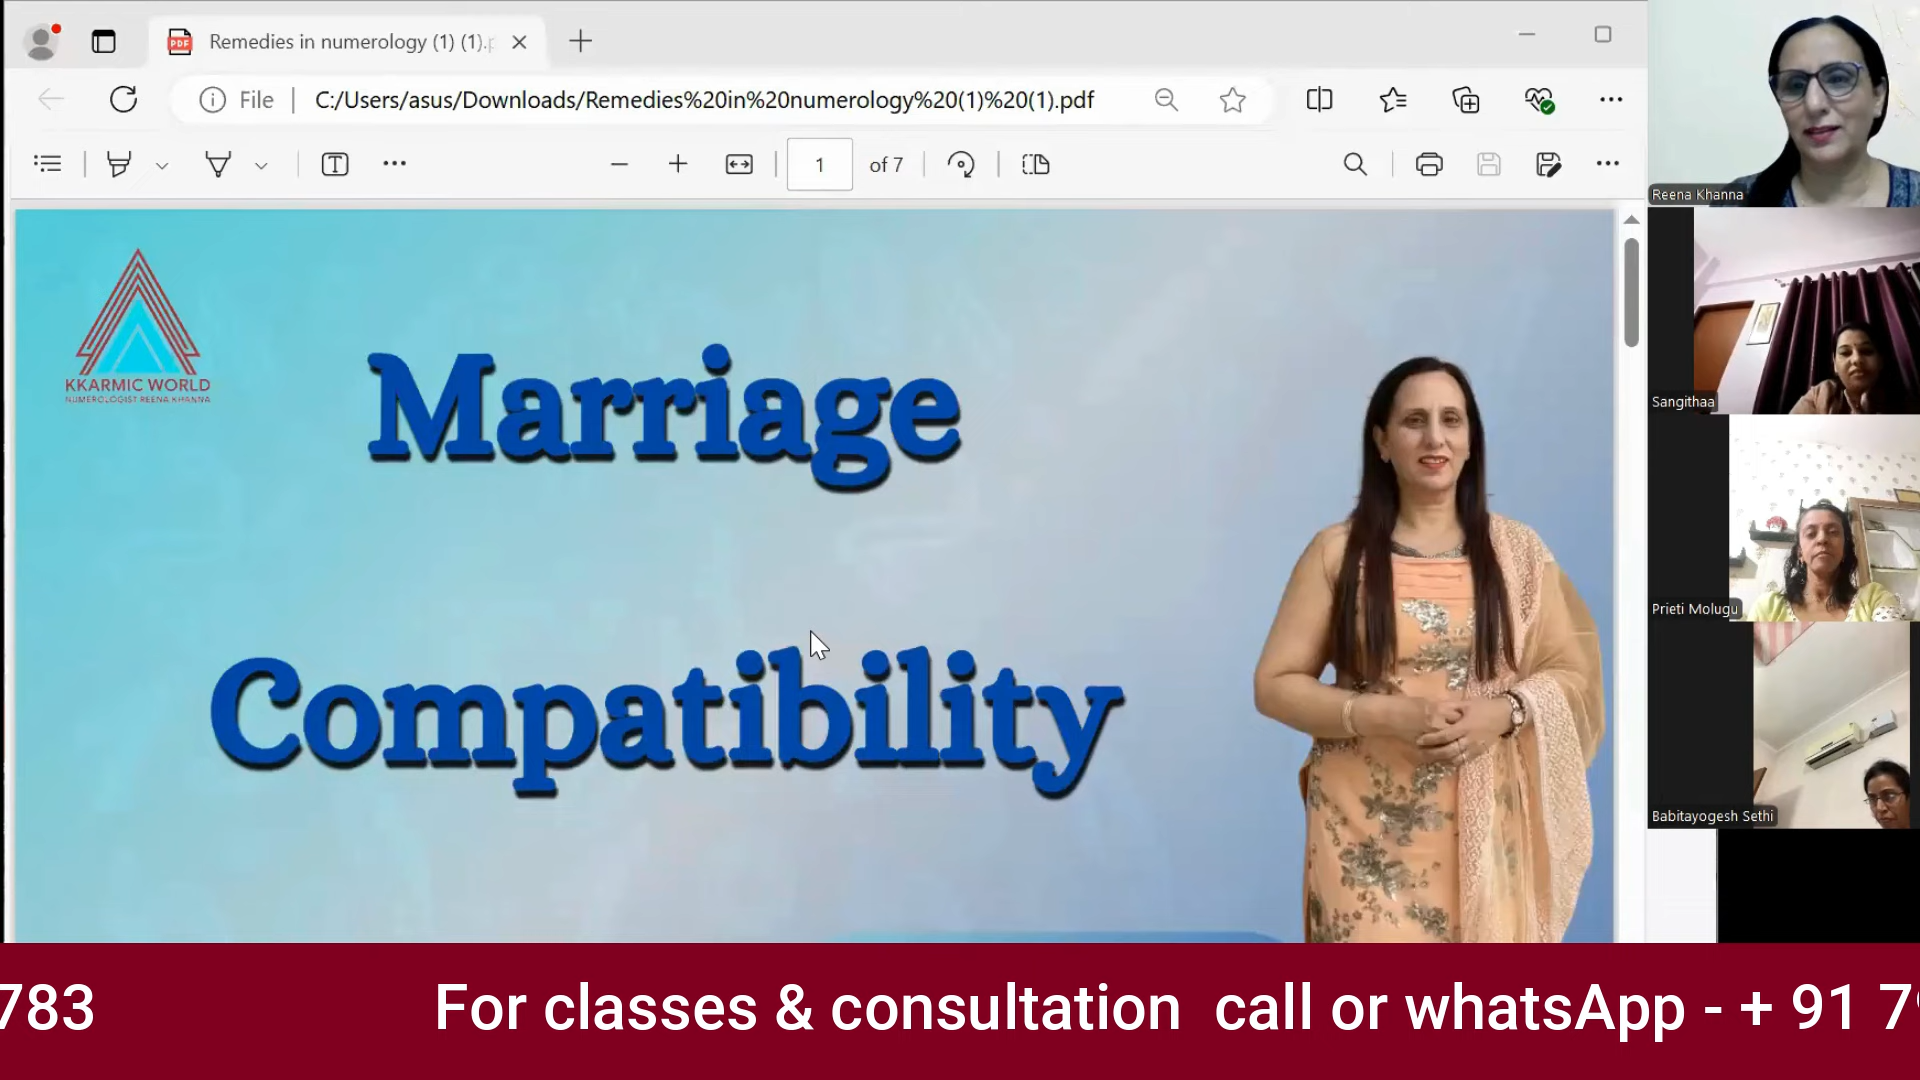 Remedies in numerology (1) (1).p
File
C:/Users/asus/Downloads/Remedies%20in%20numerology%20(1)%20(1).pdf
1 of 7
KKARMIC WORLD
NUMEROLOGIST REENA KHANNA
Marriage
Compatibility
Reena Khanna
Sangithaa
Prieti Molugu
Babitayogesh Sethi
783 For classes & consultation call or whatsApp - + 91 79